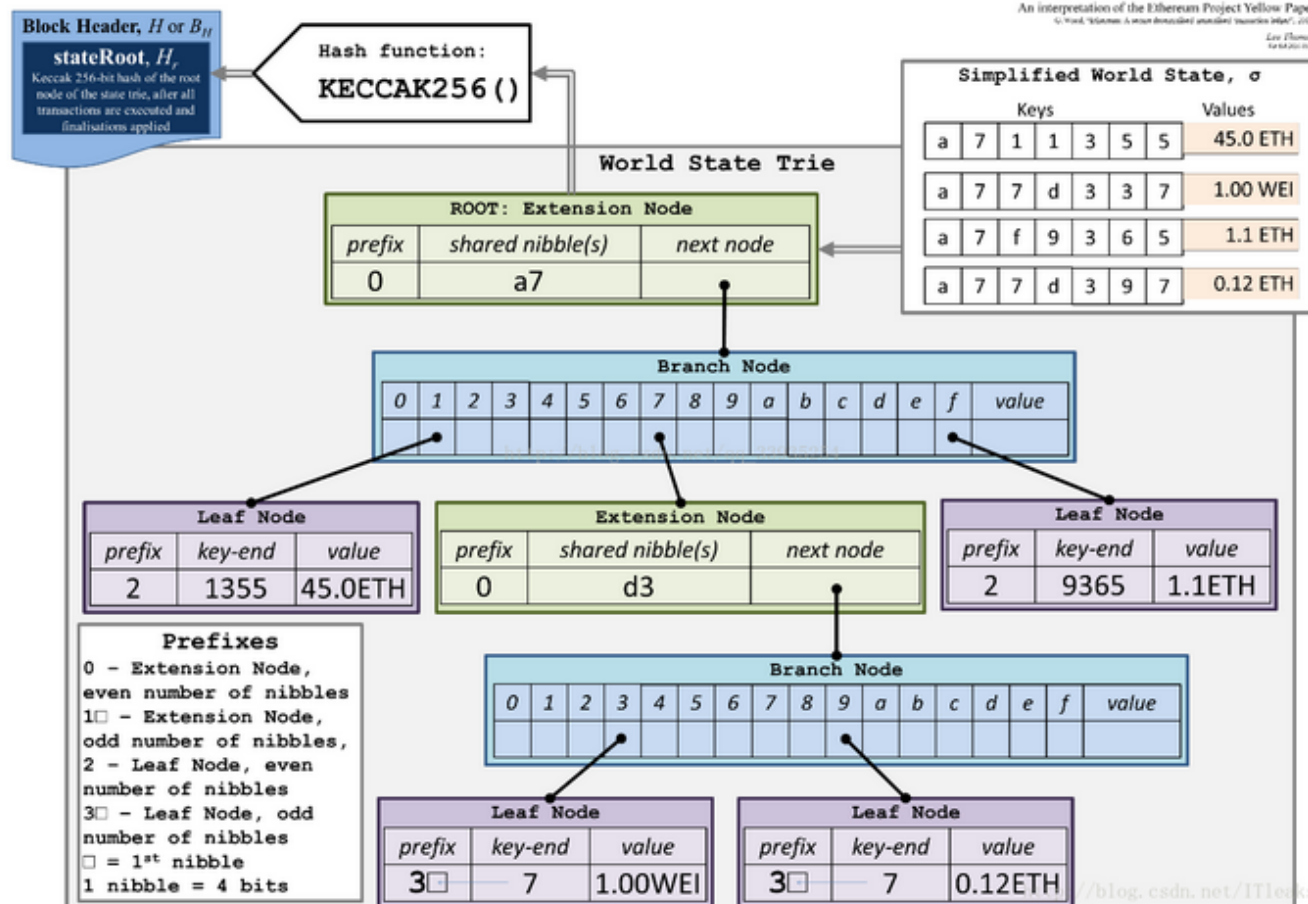 An interpretation of the Ethereum Project Yellow Pape
Block Header, H or B_H
stateRoot, H_r
Keccak 256-bit hash of the root
node of the state trie, after all
transactions are executed and
finalisations applied
Hash function:
KECCAK256()
Simplified World State, σ
Keys Values
a 7 1 1 3 5 5 45.0 ETH
a 7 7 d 3 3 7 1.00 WEI
a 7 f 9 3 6 5 1.1 ETH
a 7 7 d 3 9 7 0.12 ETH
World State Trie
ROOT: Extension Node
prefix shared nibble(s) next node
0 a7
Branch Node
0 1 2 3 4 5 6 7 8 9 a b c d e f value
Leaf Node
prefix key-end value
2 1355 45.0ETH
Extension Node
prefix shared nibble(s) next node
0 d3
Leaf Node
prefix key-end value
2 9365 1.1ETH
Prefixes
0 – Extension Node,
even number of nibbles
1□ – Extension Node,
odd number of nibbles,
2 – Leaf Node, even
number of nibbles
3□ – Leaf Node, odd
number of nibbles
□ = 1st nibble
1 nibble = 4 bits
Branch Node
0 1 2 3 4 5 6 7 8 9 a b c d e f value
Leaf Node
prefix key-end value
3□ 7 1.00WEI
Leaf Node
prefix key-end value
3□ 7 0.12ETH
http://blog.csdn.net/ITleaks